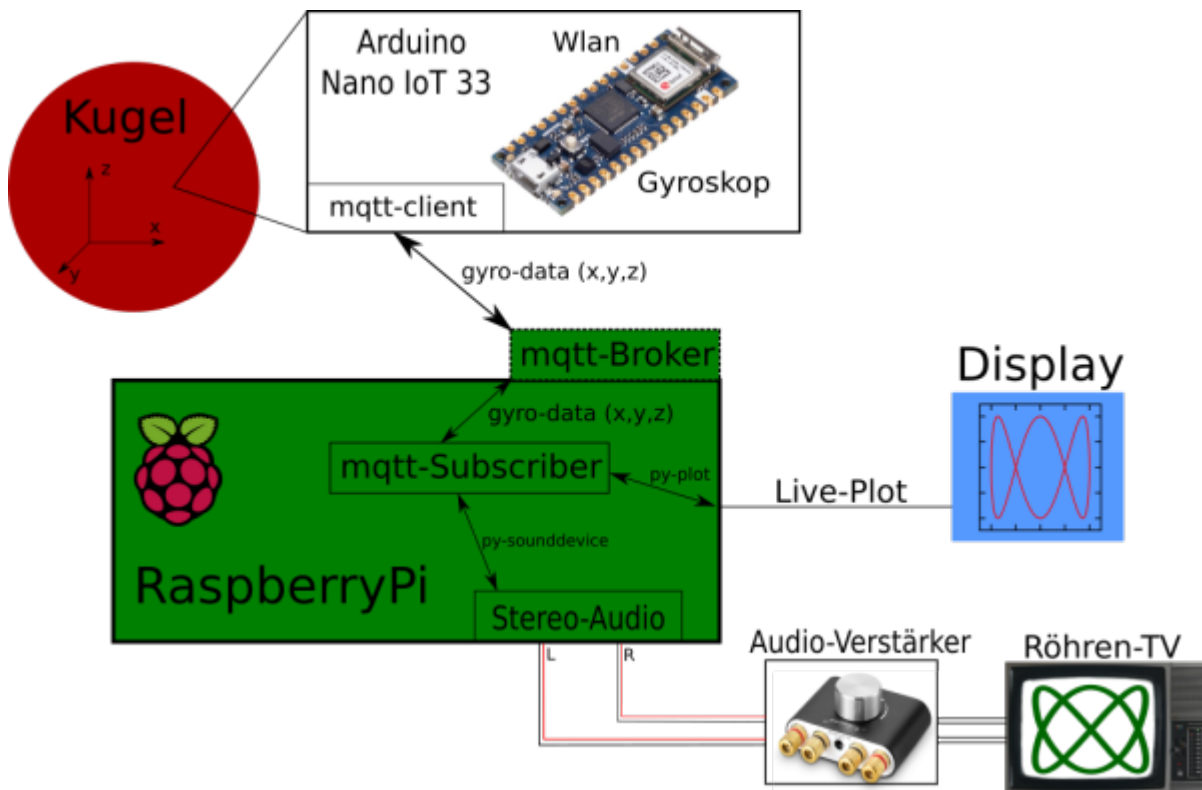 Arduino
Nano IoT 33
Wlan
Gyroskop
mqtt-client
Kugel
z
x
y
gyro-data (x,y,z)
mqtt-Broker
gyro-data (x,y,z)
mqtt-Subscriber
py-plot
py-sounddevice
RaspberryPi
Stereo-Audio
L
R
Live-Plot
Display
Audio-Verstärker
Röhren-TV